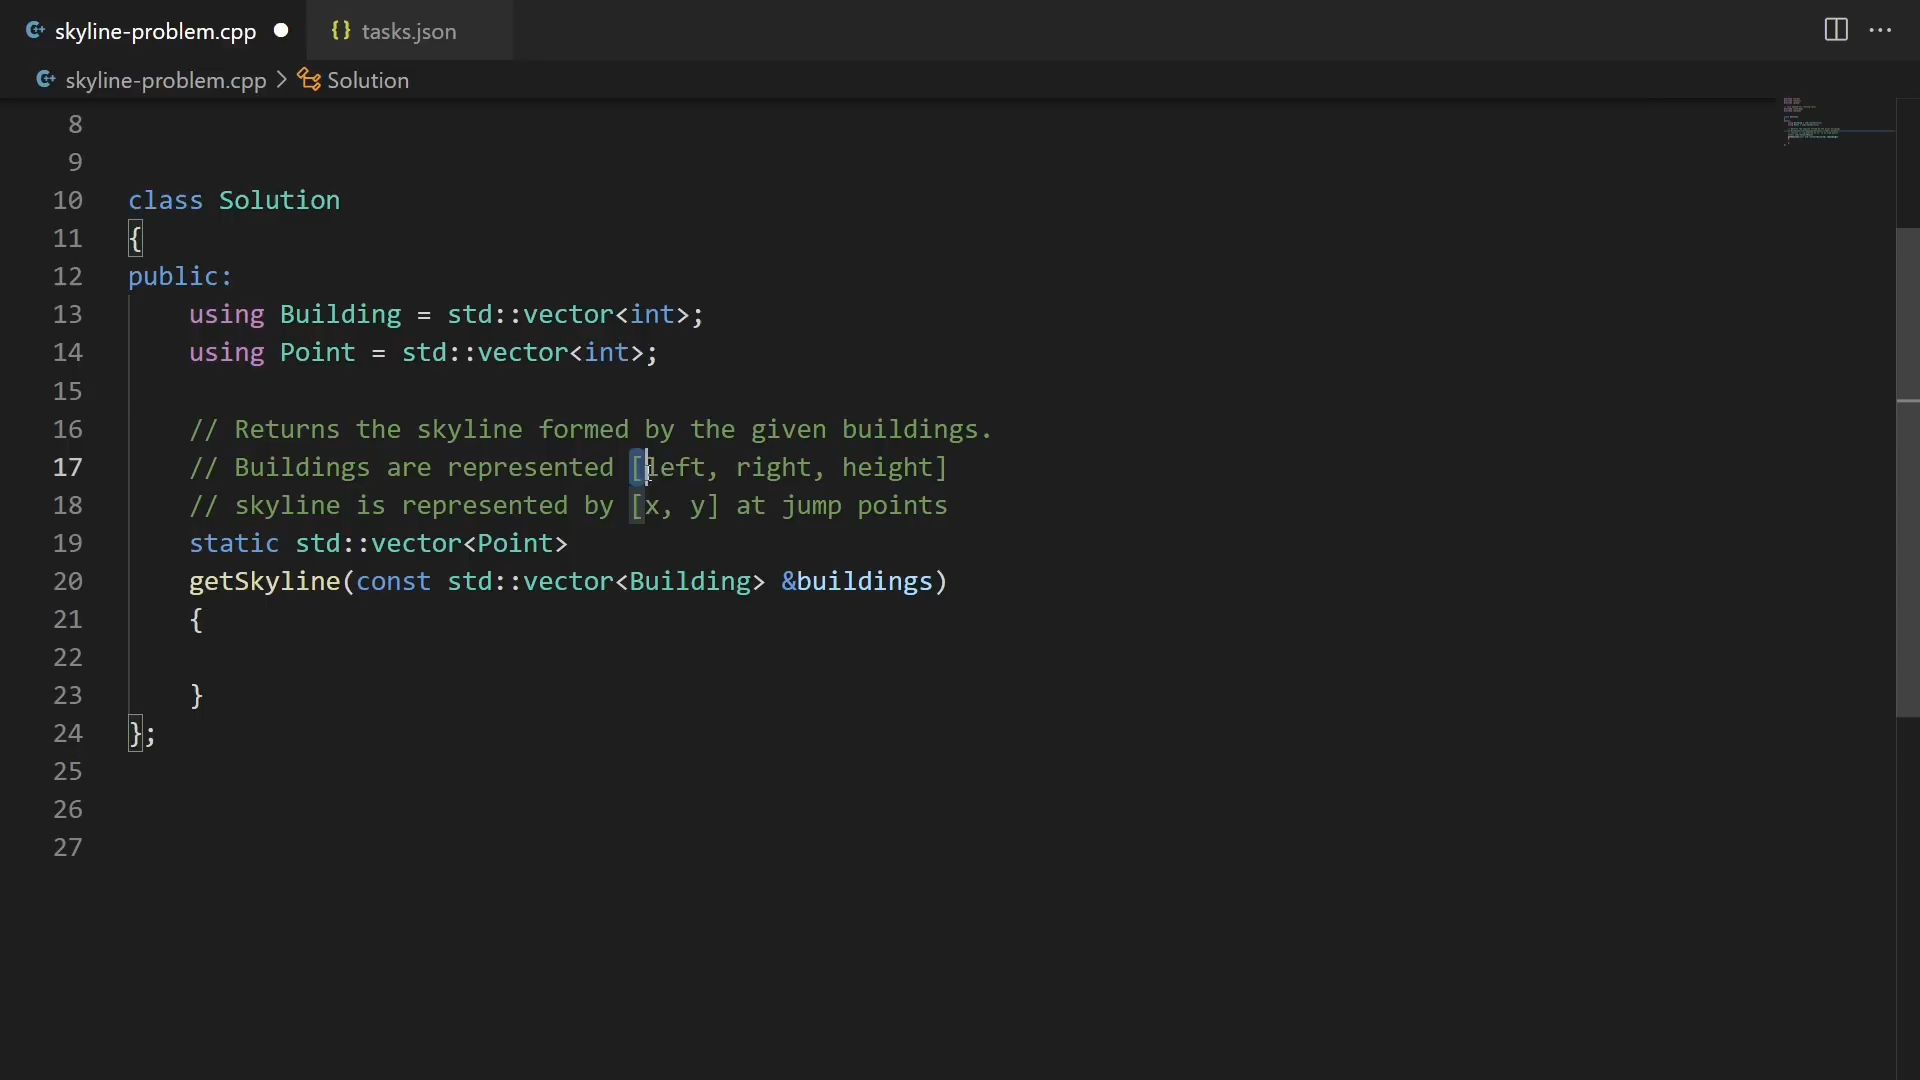 skyline-problem.cpp
{} tasks.json
skyline-problem.cpp > Solution
8
9
10 class Solution
11 {
12 public:
13 using Building = std::vector<int>;
14 using Point = std::vector<int>;
15
16 // Returns the skyline formed by the given buildings.
17 // Buildings are represented [left, right, height]
18 // skyline is represented by [x, y] at jump points
19 static std::vector<Point>
20 getSkyline(const std::vector<Building> &buildings)
21 {
22
23 }
24 };
25
26
27